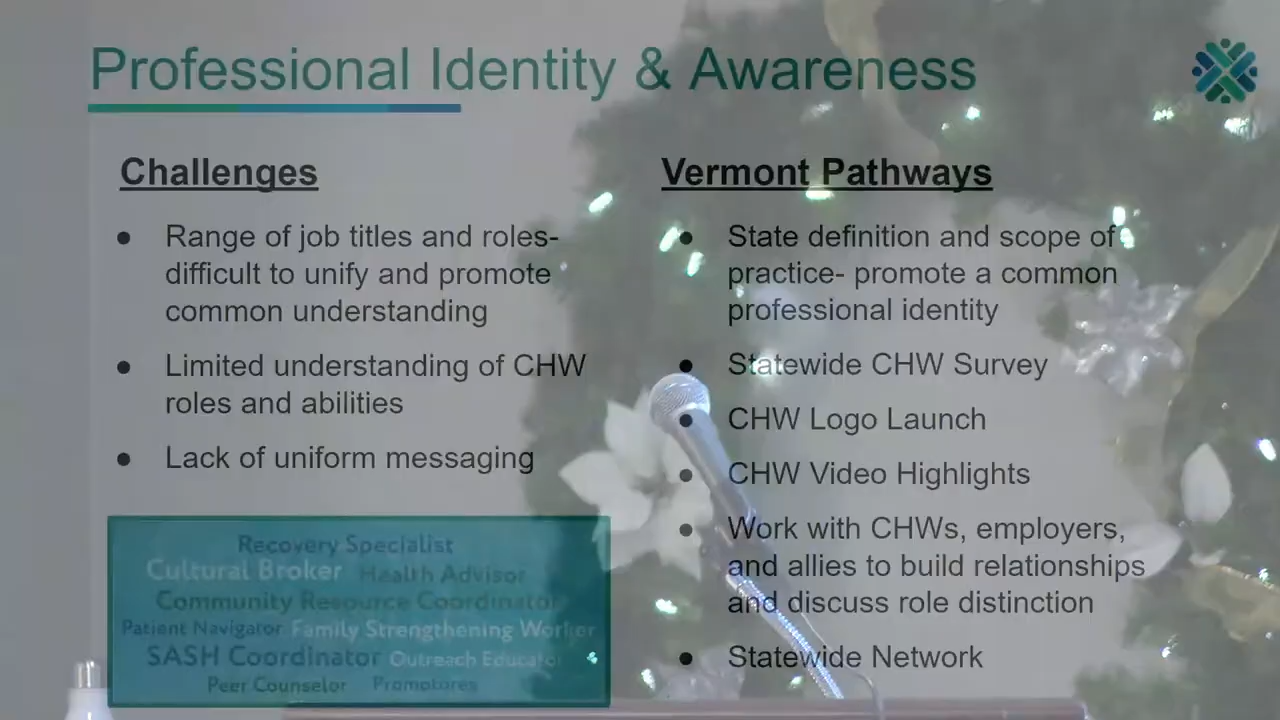 Professional Identity & Awareness
Challenges
● Range of job titles and roles-
difficult to unify and promote
common understanding
● Limited understanding of CHW
roles and abilities
● Lack of uniform messaging
Recovery Specialist
Cultural Broker Health Advisor
Community Resource Coordinator
Patient Navigator Family Strengthening Worker
SASH Coordinator Outreach Educator
Peer Counselor Promotores
Vermont Pathways
● State definition and scope of
practice- promote a common
professional identity
● Statewide CHW Survey
● CHW Logo Launch
● CHW Video Highlights
● Work with CHWs, employers,
and allies to build relationships
and discuss role distinction
● Statewide Network